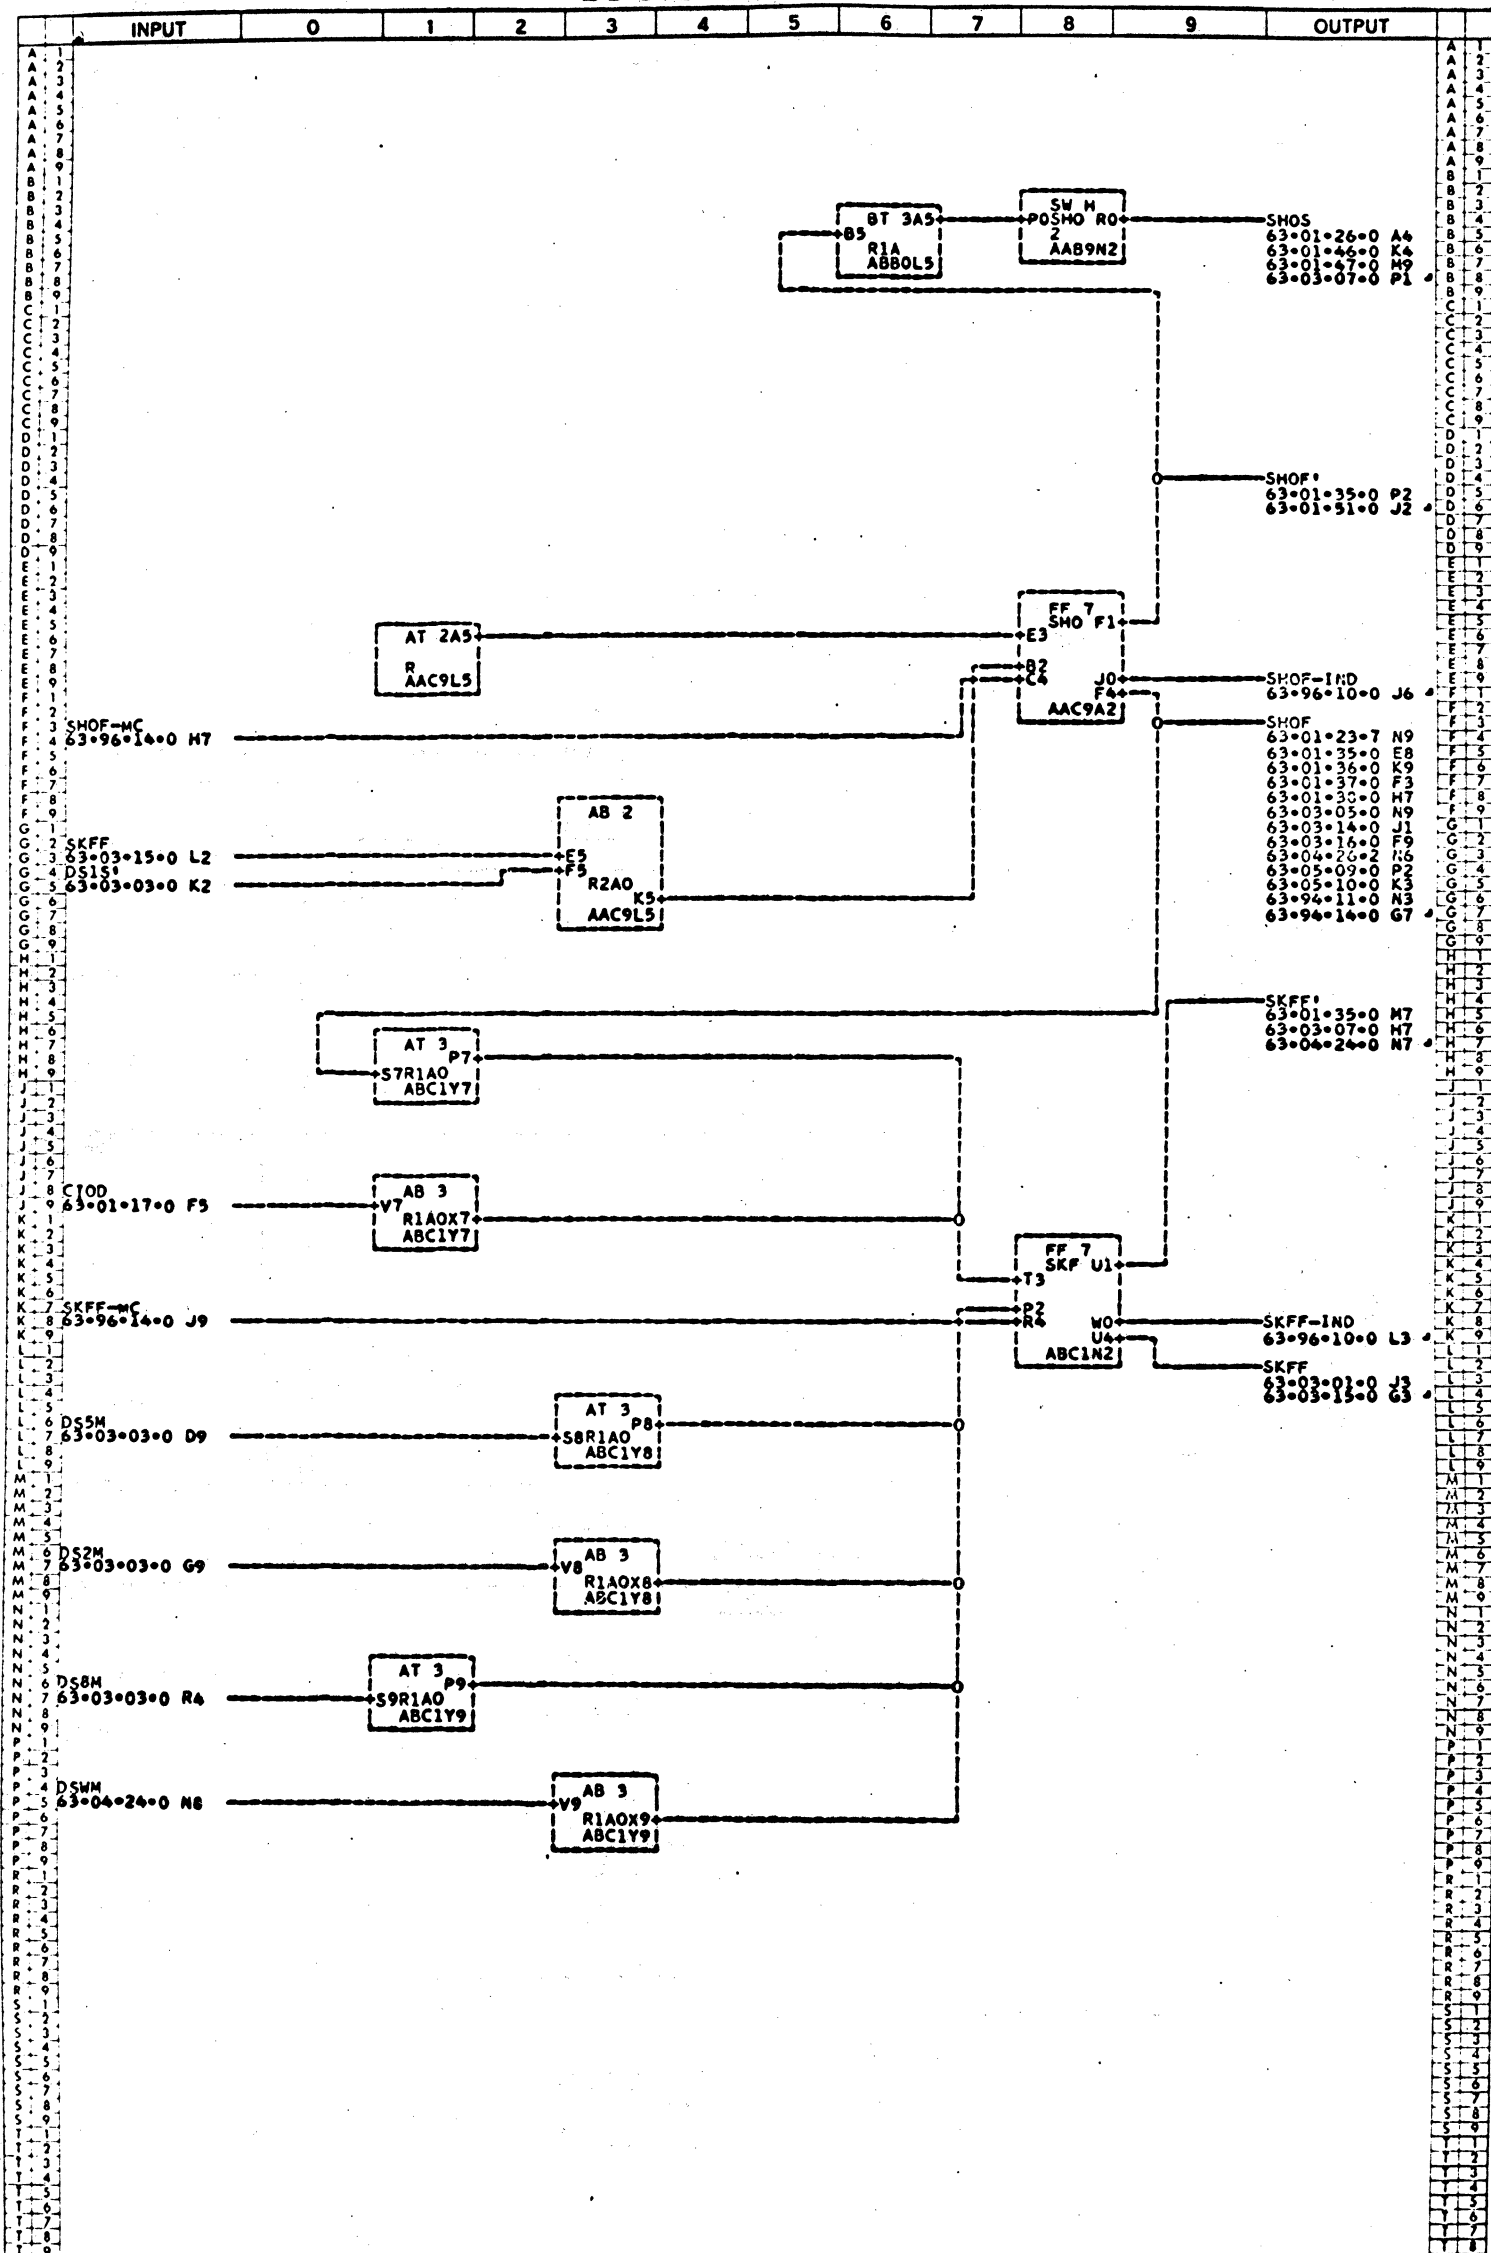 INPUT 0 1 2 3 4 5 6 7 8 9 OUTPUT
SW H
BT 3A5
P0SHO R0
SHOS
B5
2
63•01•26•0 A4
R1A
AAB9N2
63•01•46•0 K4
ABB0L5
63•01•47•0 M9
63•03•07•0 P1
SHOF'
63•01•35•0 P2
63•01•51•0 J2
FF 7
SHO F1
AT 2A5
E3
R
B2
AAC9L5
C4
J0
SHOF-IND
F4
63•96•10•0 J6
AAC9A2
SHOF-MC
63•96•14•0 H7
SHOF
63•01•23•7 N9
63•01•35•0 E8
63•01•36•0 K9
63•01•37•0 F3
H7
63•03•05•0 N9
63•03•14•0 J1
63•03•16•0 F9
63•04•26•2 N6
63•05•09•0 P2
63•05•10•0 K3
63•94•11•0 N3
63•94•14•0 G7
AB 2
SKFF
63•03•15•0 L2
E5
DS1S'
F5
63•03•03•0 K2
R2A0
K5
AAC9L5
SKFF'
63•01•35•0 M7
63•03•07•0 H7
63•04•24•0 N7
AT 3
P7
S7R1A0
ABC1Y7
CIOD
AB 3
63•01•17•0 F5
V7
R1A0X7
ABC1Y7
FF 7
SKF U1
T3
SKFF-MC
P2
63•96•14•0 J9
R4
W0
SKFF-IND
U4
63•96•10•0 L3
ABC1N2
SKFF
63•03•01•0 J3
63•03•15•0 G3
AT 3
DS5M
P8
63•03•03•0 D9
S8R1A0
ABC1Y8
DS2M
AB 3
63•03•03•0 G9
V8
R1A0X8
ABC1Y8
AT 3
DS8M
P9
63•03•03•0 R4
S9R1A0
ABC1Y9
DSWM
AB 3
63•04•24•0 N8
V9
R1A0X9
ABC1Y9